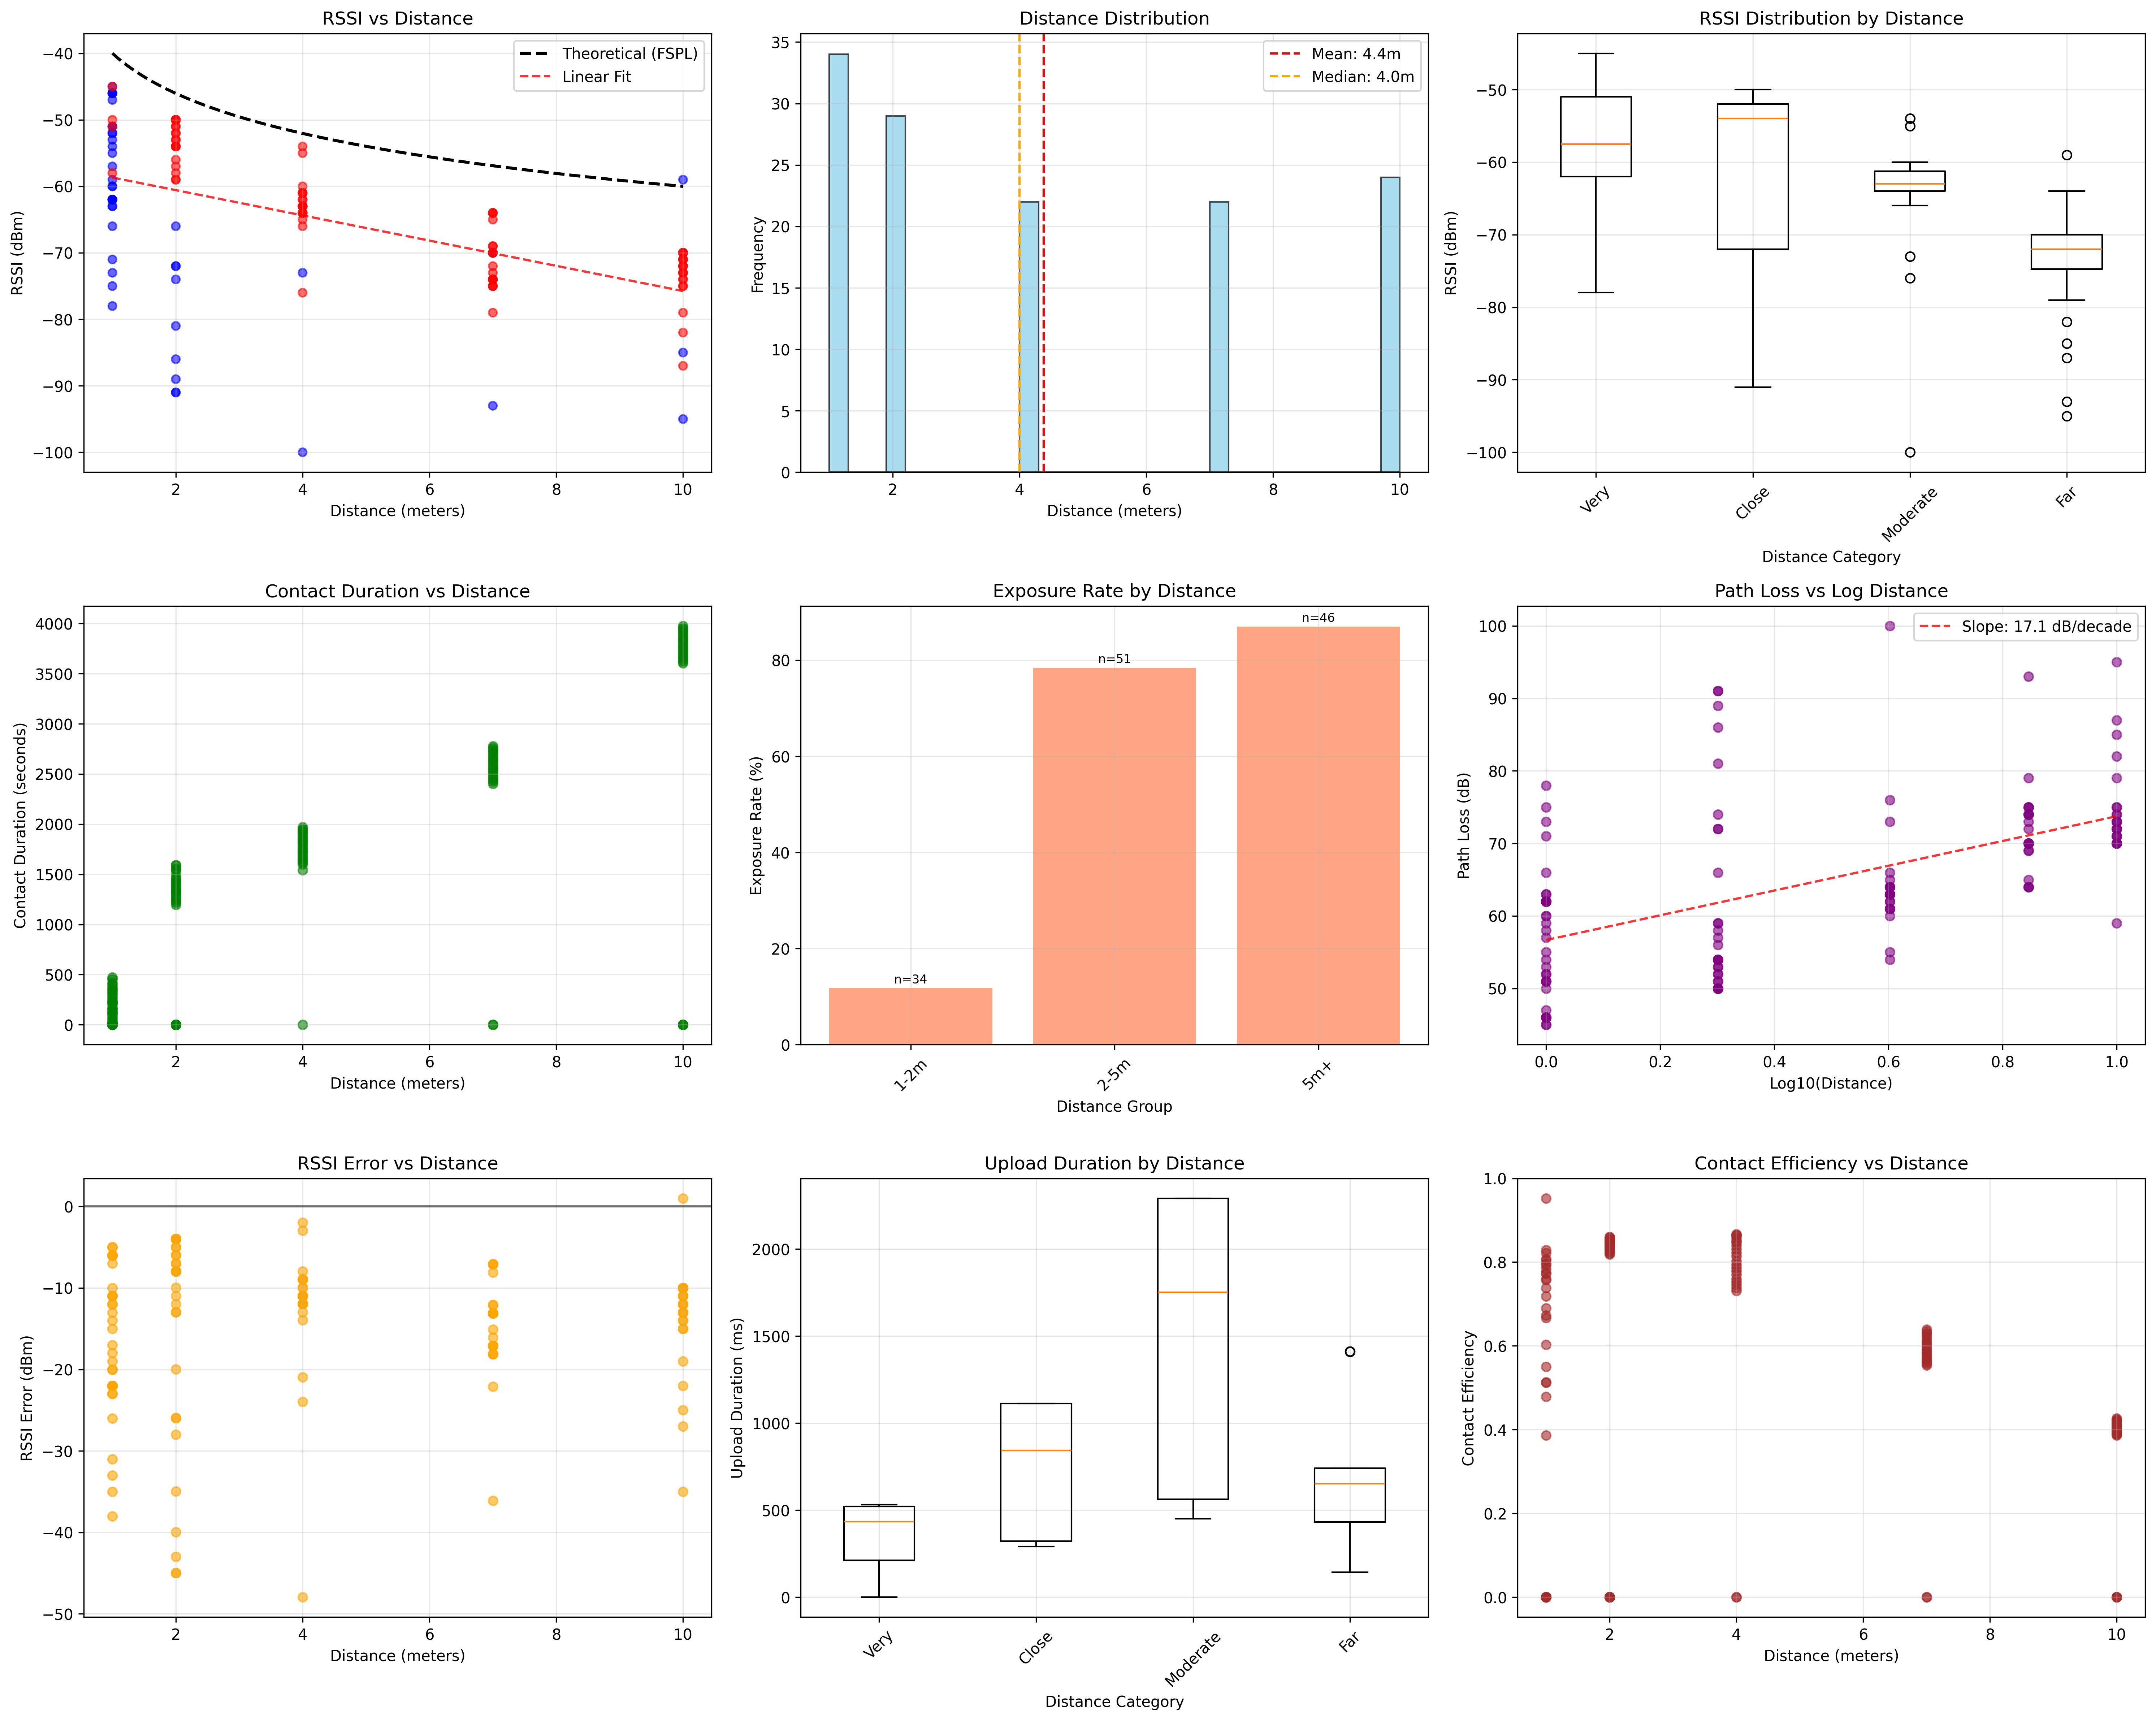 RSSI vs Distance
RSSI (dBm)
−40
−50
−60
−70
−80
−90
−100
Theoretical (FSPL)
Linear Fit
2
4
6
8
10
Distance (meters)
Distance Distribution
Frequency
35
30
25
20
15
10
5
0
Mean: 4.4m
Median: 4.0m
2
4
6
8
10
Distance (meters)
RSSI Distribution by Distance
RSSI (dBm)
−50
−60
−70
−80
−90
−100
Very
Close
Moderate
Far
Distance Category
Contact Duration vs Distance
Contact Duration (seconds)
4000
3500
3000
2500
2000
1500
1000
500
0
2
4
6
8
10
Distance (meters)
Exposure Rate by Distance
Exposure Rate (%)
80
60
40
20
0
n=34
n=51
n=46
1-2m
2-5m
5m+
Distance Group
Path Loss vs Log Distance
Path Loss (dB)
100
90
80
70
60
50
Slope: 17.1 dB/decade
0.0
0.2
0.4
0.6
0.8
1.0
Log10(Distance)
RSSI Error vs Distance
RSSI Error (dBm)
0
−10
−20
−30
−40
−50
2
4
6
8
10
Distance (meters)
Upload Duration by Distance
Upload Duration (ms)
2000
1500
1000
500
0
Very
Close
Moderate
Far
Distance Category
Contact Efficiency vs Distance
Contact Efficiency
1.0
0.8
0.6
0.4
0.2
0.0
2
4
6
8
10
Distance (meters)